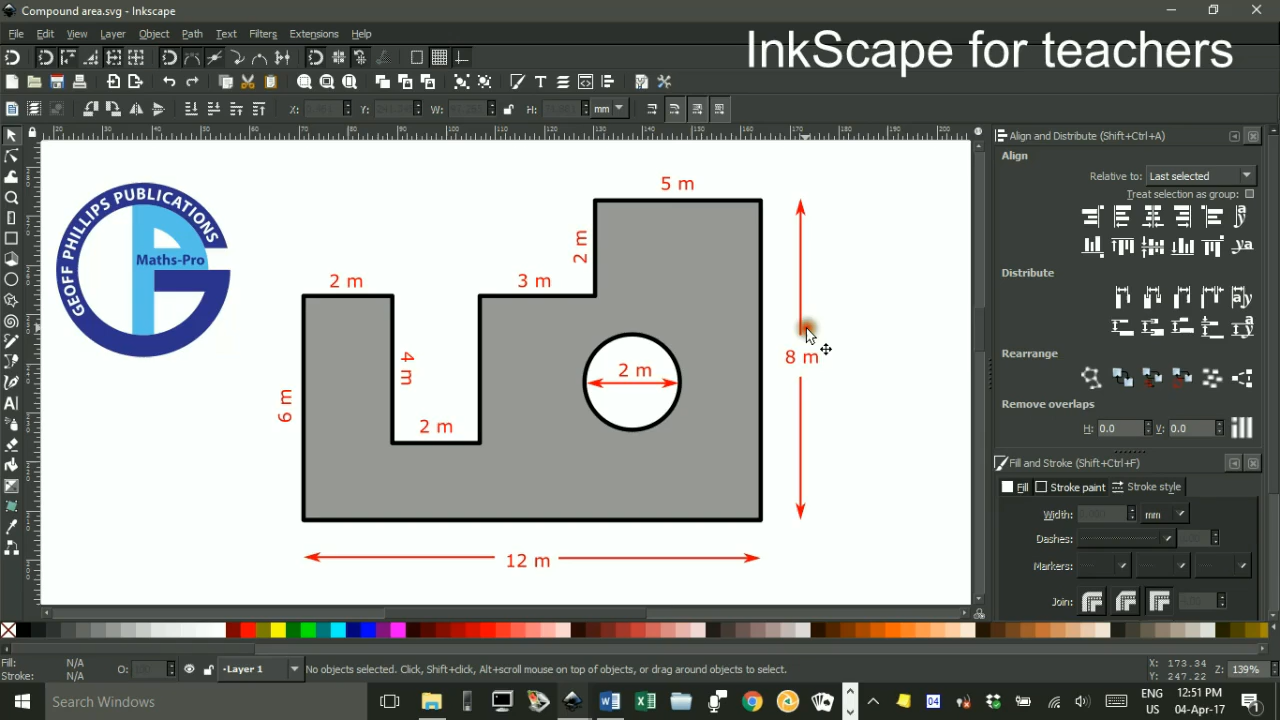 Compound area.svg - Inkscape
File Edit View Layer Object Path Text Filters Extensions Help
InkScape for teachers
X: Y: W: H: mm
Align and Distribute (Shift+Ctrl+A)
Align
Relative to: Last selected
Treat selection as group:
Distribute
Rearrange
Remove overlaps
H: 0.0 V: 0.0
Fill and Stroke (Shift+Ctrl+F)
Fill Stroke paint Stroke style
Width: mm
Dashes:
Markers:
Join:
GEOFF PHILLIPS PUBLICATIONS
Maths-Pro
5 m
2 m
2 m
3 m
4 m
2 m
6 m
2 m
8 m
12 m
Fill: N/A
Stroke: N/A
O:
Layer 1
No objects selected. Click, Shift+click, Alt+scroll mouse on top of objects, or drag around objects to select.
X: 173.34
Y: 247.22
Z: 139%
Search Windows
04
ENG
US
12:51 PM
04-Apr-17
1